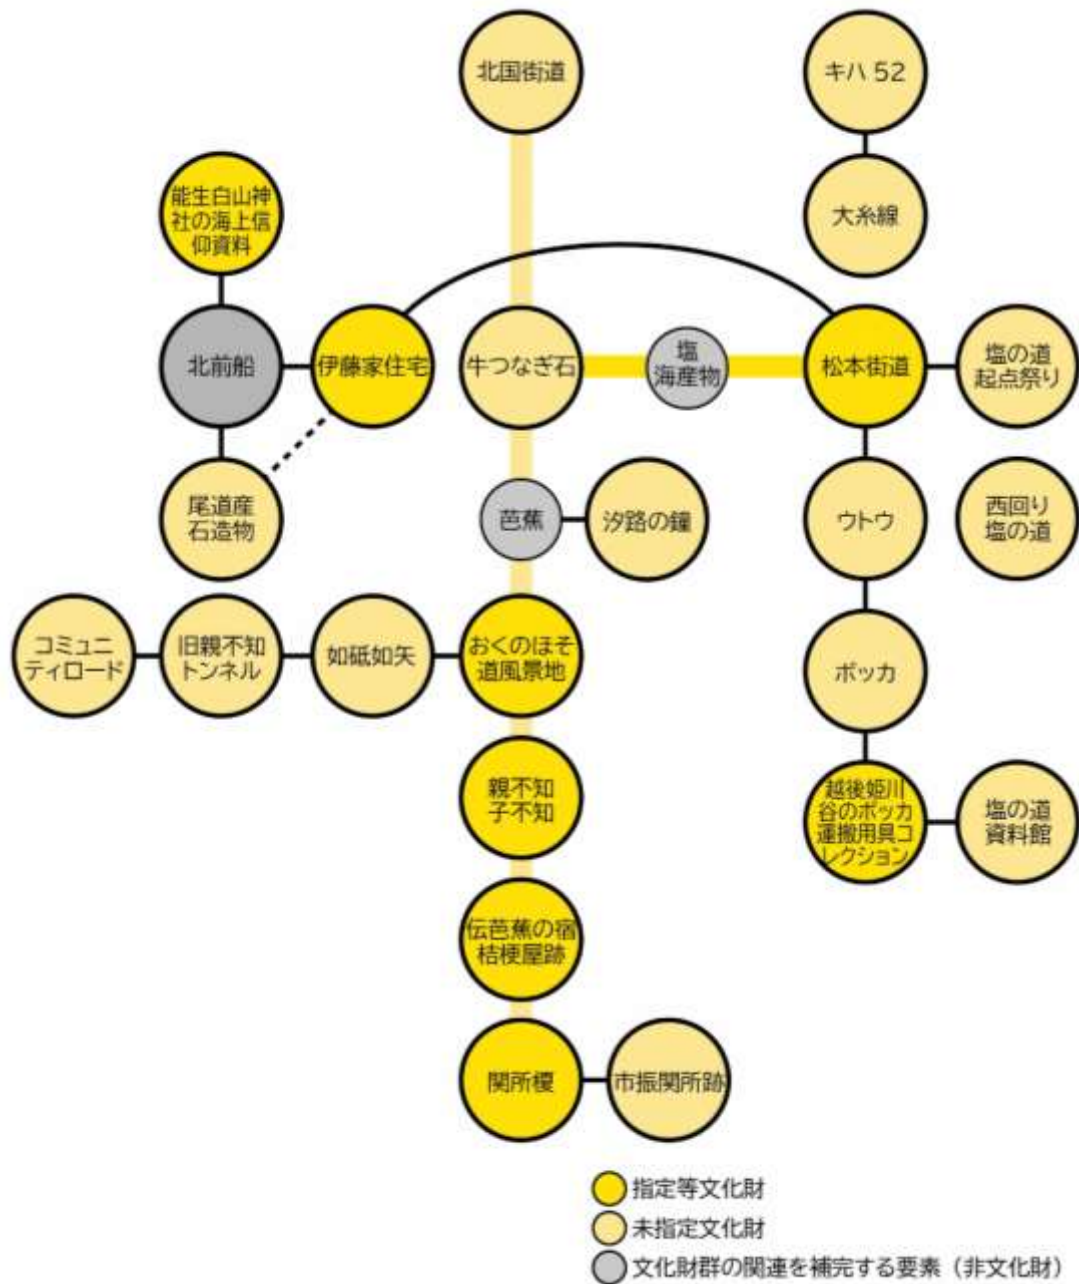 北国街道
キハ 52
能生白山神
社の海上信
仰資料
大糸線
北前船
伊藤家住宅
牛つなぎ石
塩
海産物
松本街道
塩の道
起点祭り
尾道産
石造物
芭蕉
汐路の鐘
ウトウ
西回り
塩の道
コミュニ
ティロード
旧親不知
トンネル
如砥如矢
おくのほそ
道風景地
ボッカ
親不知
子不知
越後姫川
谷のボッカ
運搬用具コ
レクション
塩の道
資料館
伝芭蕉の宿
桔梗屋跡
関所榎
市振関所跡
指定等文化財
未指定文化財
文化財群の関連を補完する要素（非文化財）